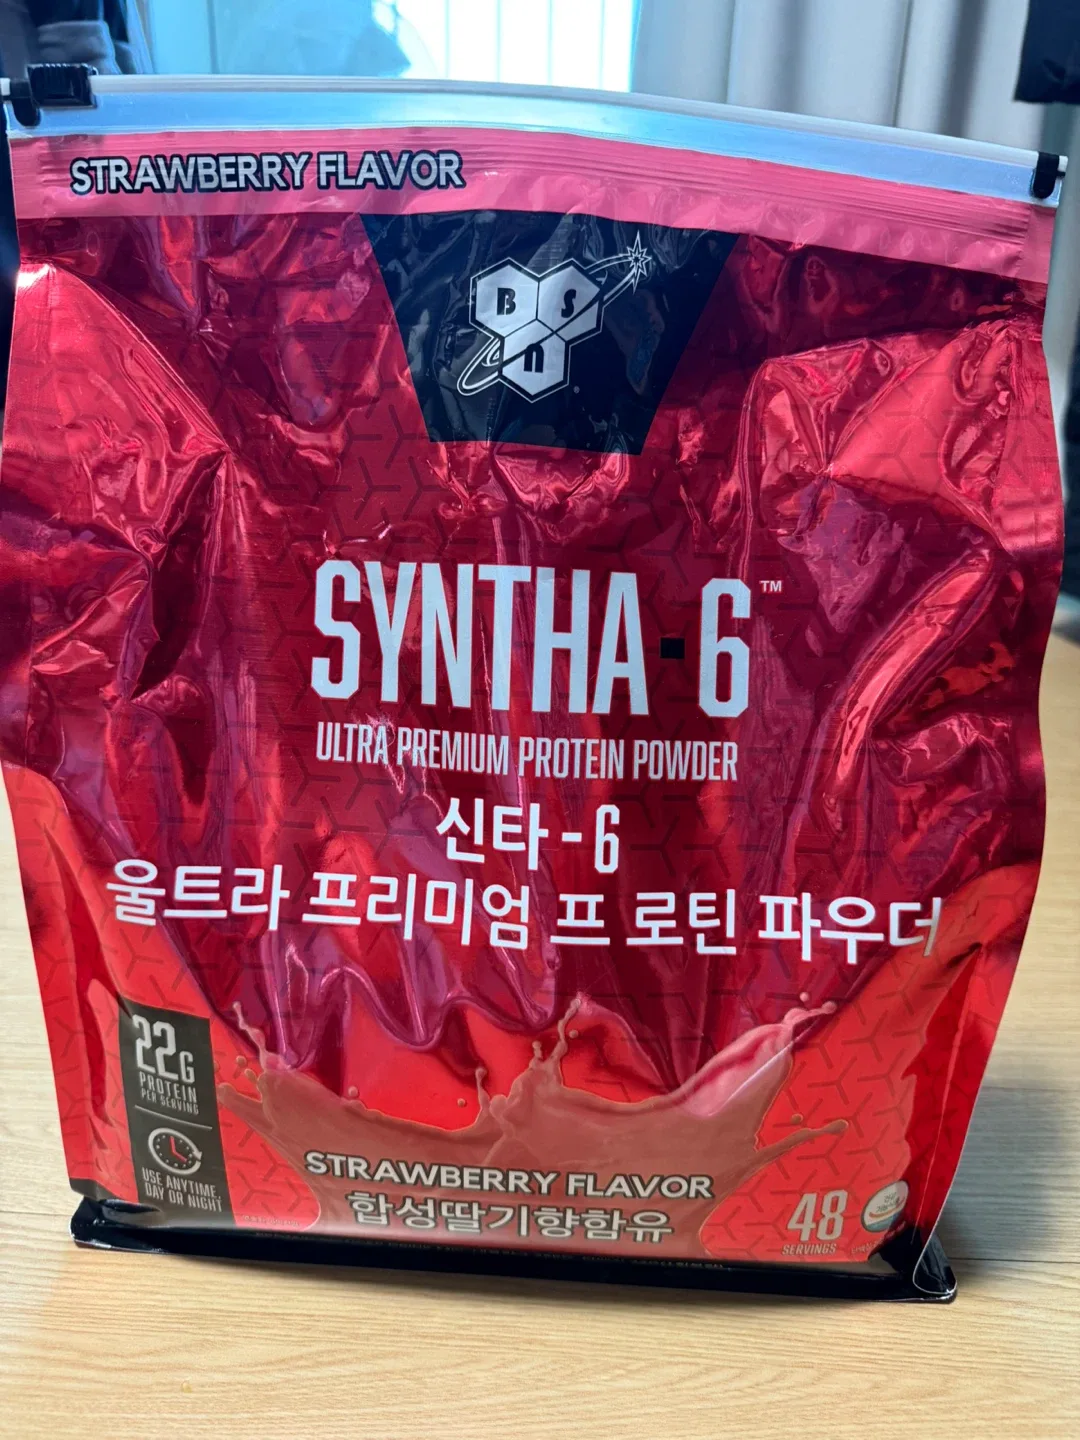 STRAWBERRY FLAVOR
BSn
SYNTHA-6™
ULTRA PREMIUM PROTEIN POWDER
신타-6
울트라 프리미엄 프 로틴 파우더
22G
PROTEIN
PER SERVING
USE ANYTIME,
DAY OR NIGHT
STRAWBERRY FLAVOR
합성딸기향함유
48
SERVINGS